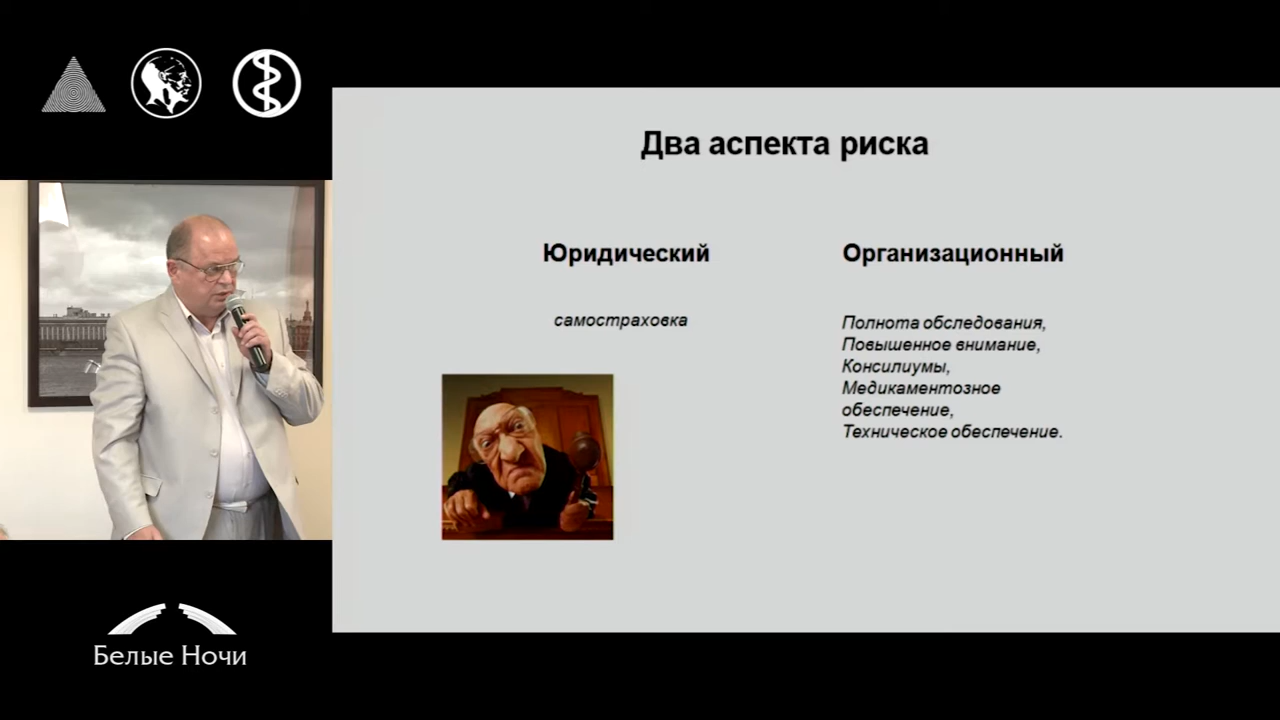 Два аспекта риска
Юридический
Организационный
самостраховка
Полнота обследования,
Повышенное внимание,
Консилиумы,
Медикаментозное
обеспечение,
Техническое обеспечение.
Белые Ночи